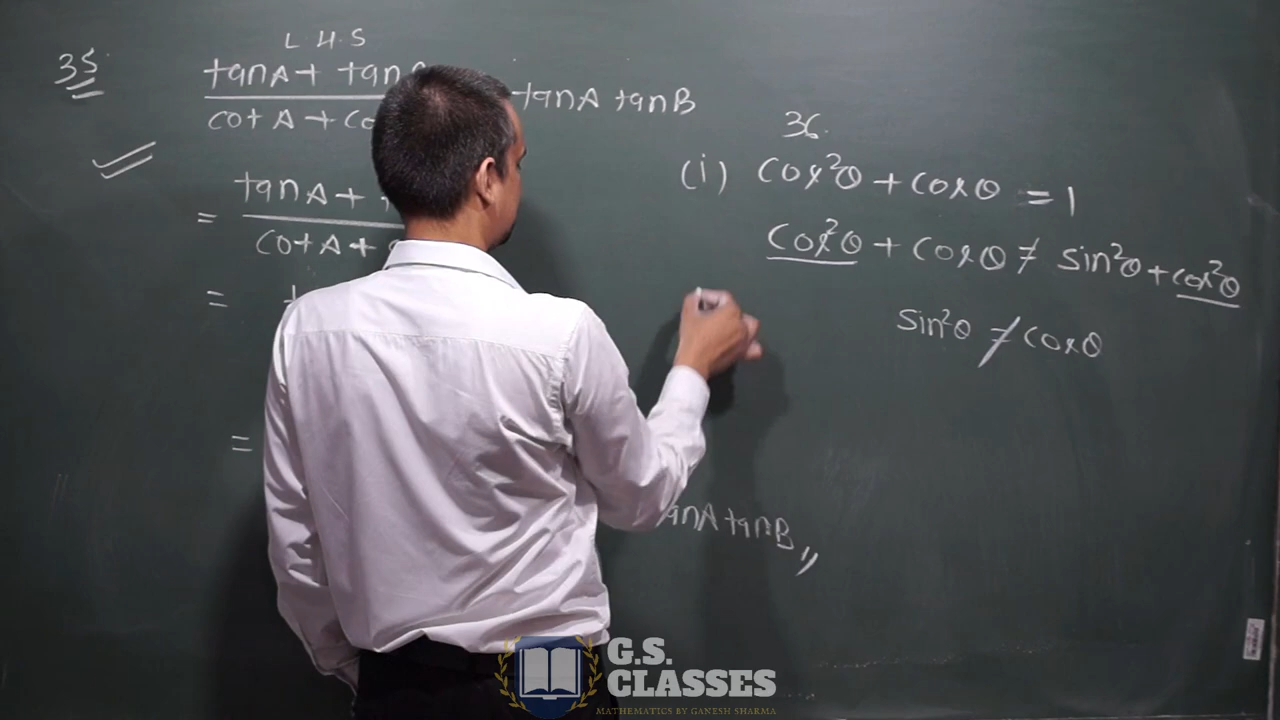 35.
L.H.S
tanA + tan
cot A + co
tanA tanB
=
tanA +
cot A +
=
=
tanA tanB,,
36.
(i) cos²θ + cosθ = 1
cos²θ + cosθ ≠ sin²θ + cos²θ
sin²θ ≠ cosθ
G.S.
CLASSES
MATHEMATICS BY GANESH SHARMA